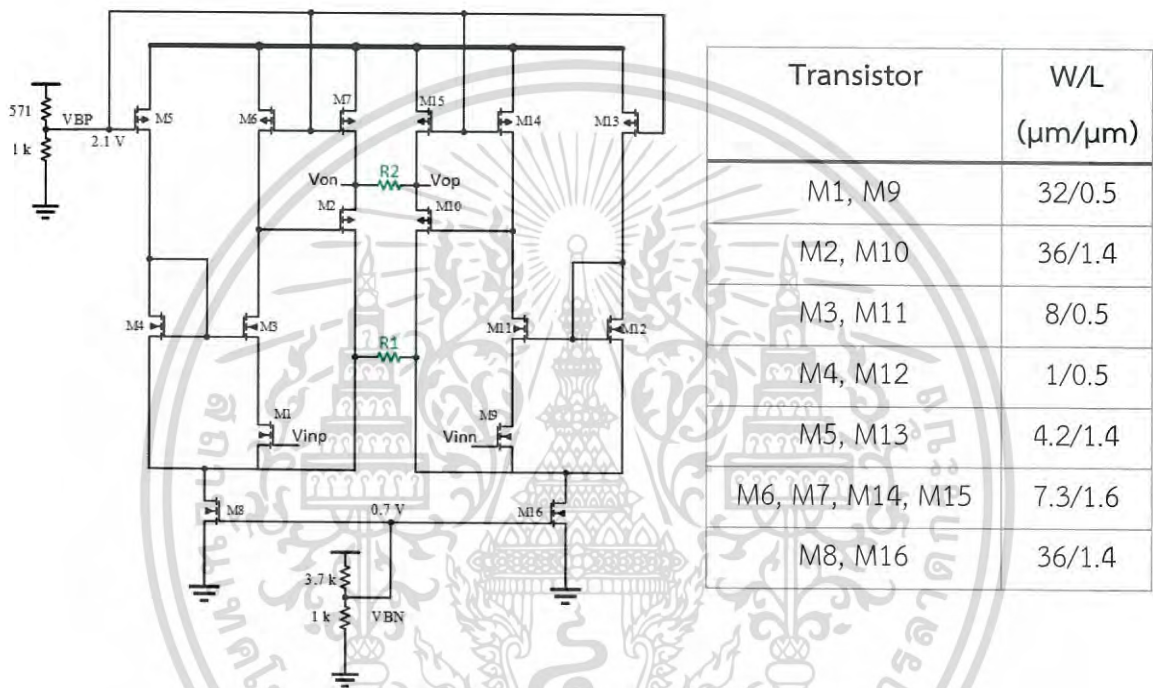 571
VBP
2.1 V
1 k
M5
M6
M7
M15
M14
M13
Von
R2
Vop
M2
M10
M4
M3
M11
M12
R1
M1
Vinp
Vinn
M9
M8
0.7 V
M16
3.7 k
1 k
VBN
Transistor W/L
(μm/μm)
M1, M9 32/0.5
M2, M10 36/1.4
M3, M11 8/0.5
M4, M12 1/0.5
M5, M13 4.2/1.4
M6, M7, M14, M15 7.3/1.6
M8, M16 36/1.4